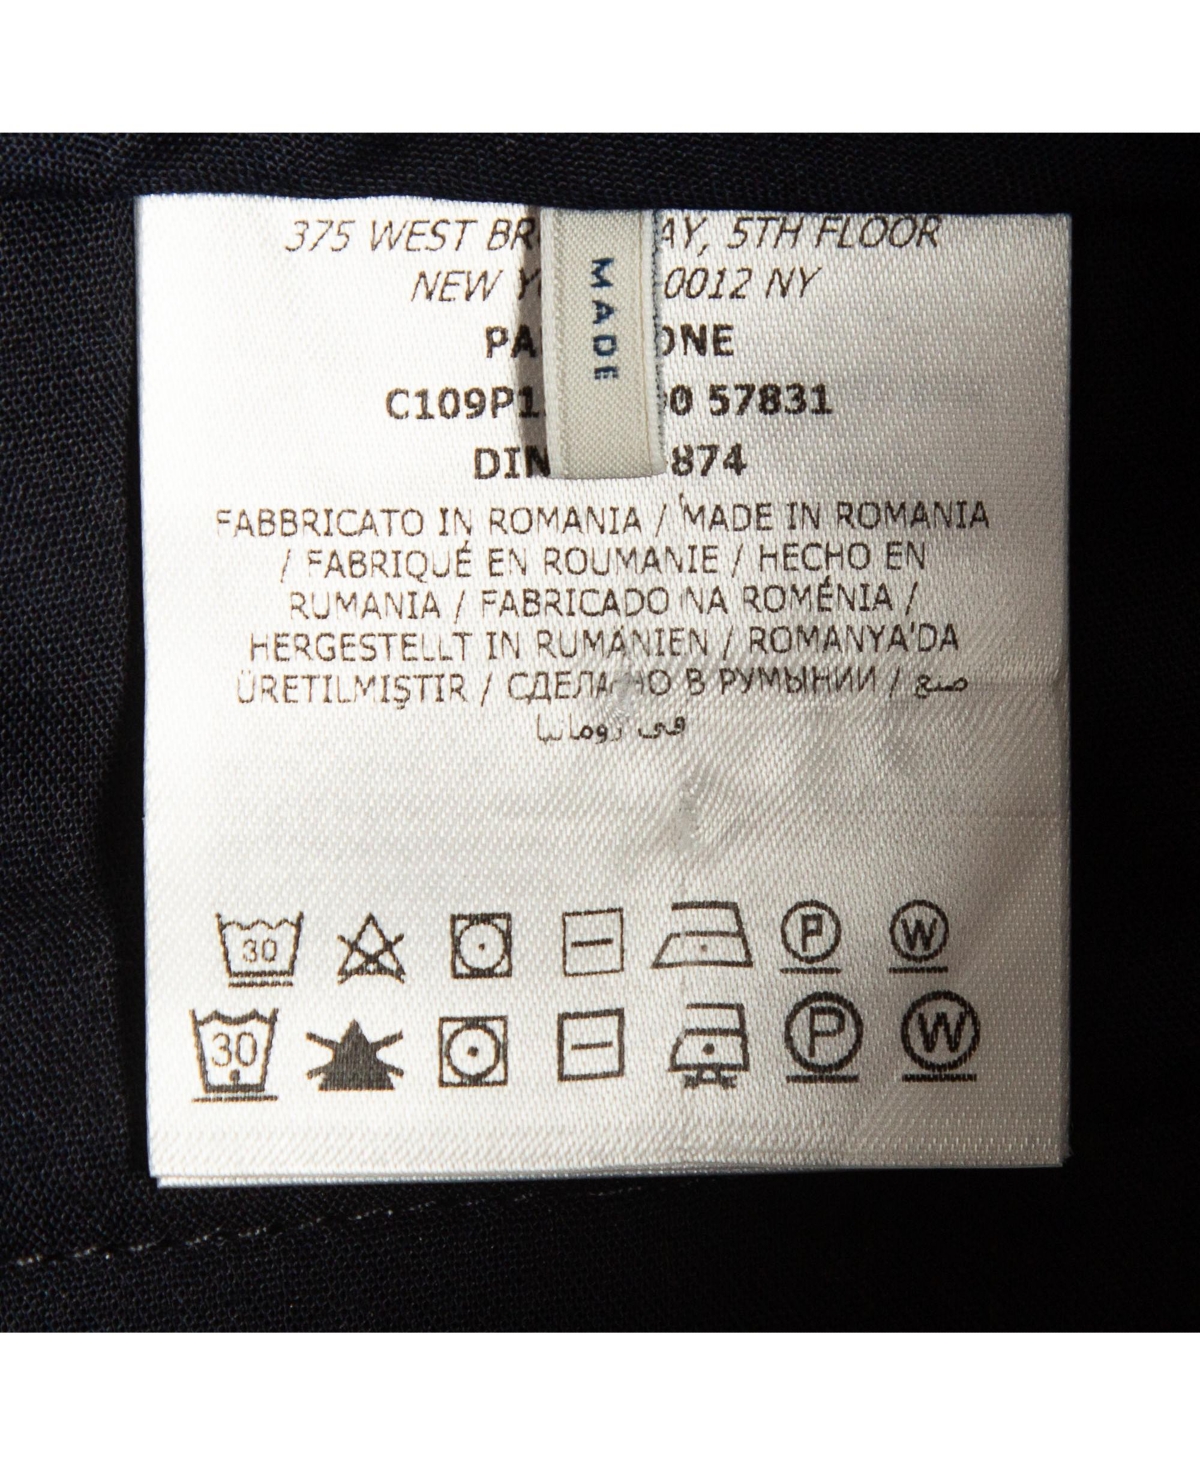 375 WEST BR AY, 5TH FLOOR
NEW Y 0012 NY
PA ONE
C109P1 0 57831
DIN 874
MADE
FABBRICATO IN ROMANIA / MADE IN ROMANIA
/ FABRIQUÉ EN ROUMANIE / HECHO EN
RUMANIA / FABRICADO NA ROMÉNIA /
HERGESTELLT IN RUMÄNIEN / ROMANYA'DA
ÜRETILMIŞTIR / СДЕЛАНО В РУМЫНИИ / صنع
في رومانيا
30 P W
30 P W